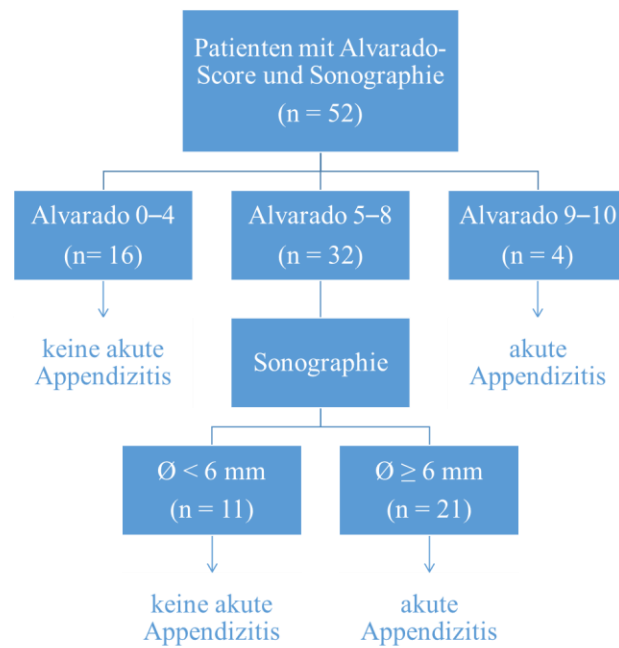 Patienten mit Alvarado-
Score und Sonographie
(n = 52)
Alvarado 0–4
(n= 16)
Alvarado 5–8
(n = 32)
Alvarado 9–10
(n = 4)
keine akute
Appendizitis
Sonographie
akute
Appendizitis
Ø < 6 mm
(n = 11)
Ø ≥ 6 mm
(n = 21)
keine akute
Appendizitis
akute
Appendizitis